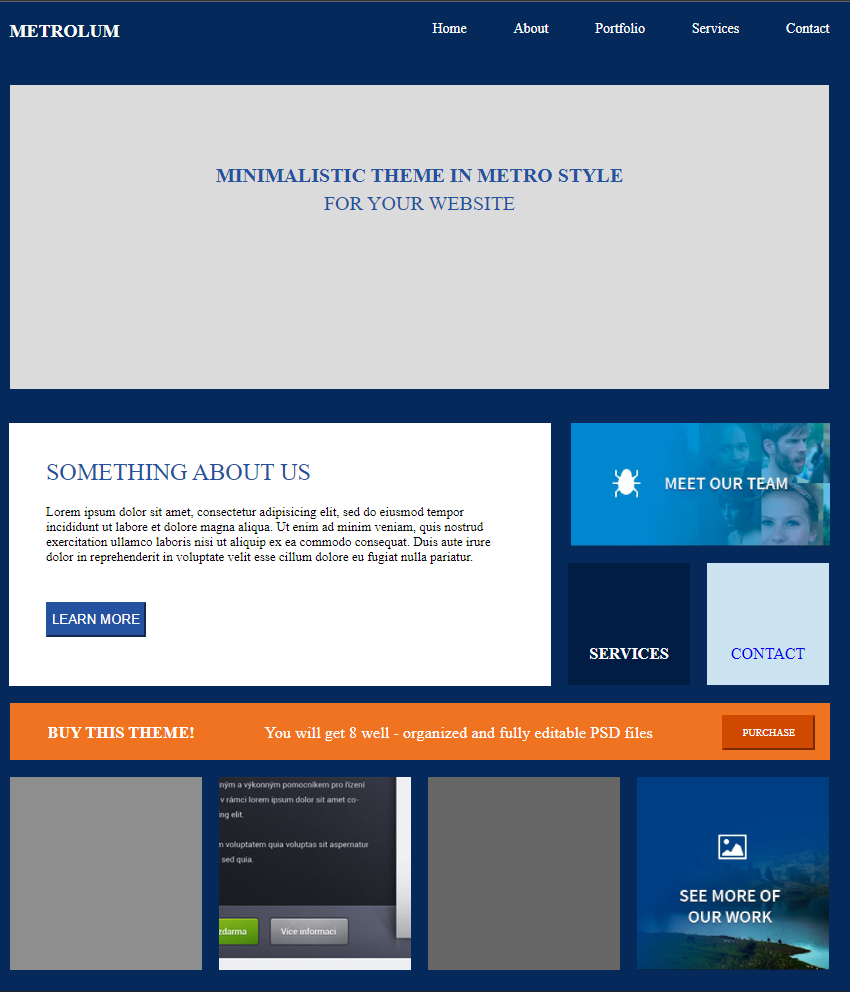 METROLUM
Home About Portfolio Services Contact
MINIMALISTIC THEME IN METRO STYLE
FOR YOUR WEBSITE
SOMETHING ABOUT US
Lorem ipsum dolor sit amet, consectetur adipisicing elit, sed do eiusmod tempor
incididunt ut labore et dolore magna aliqua. Ut enim ad minim veniam, quis nostrud
exercitation ullamco laboris nisi ut aliquip ex ea commodo consequat. Duis aute irure
dolor in reprehenderit in voluptate velit esse cillum dolore eu fugiat nulla pariatur.
LEARN MORE
MEET OUR TEAM
SERVICES
CONTACT
BUY THIS THEME! You will get 8 well - organized and fully editable PSD files PURCHASE
ným a výkonným pomocníkem pro řízení
v rámci lorem ipsum dolor sit amet co-
ng elit.
m voluptatem quia voluptas sit aspernatur
sed quia.
zdarma Více informací
SEE MORE OF
OUR WORK